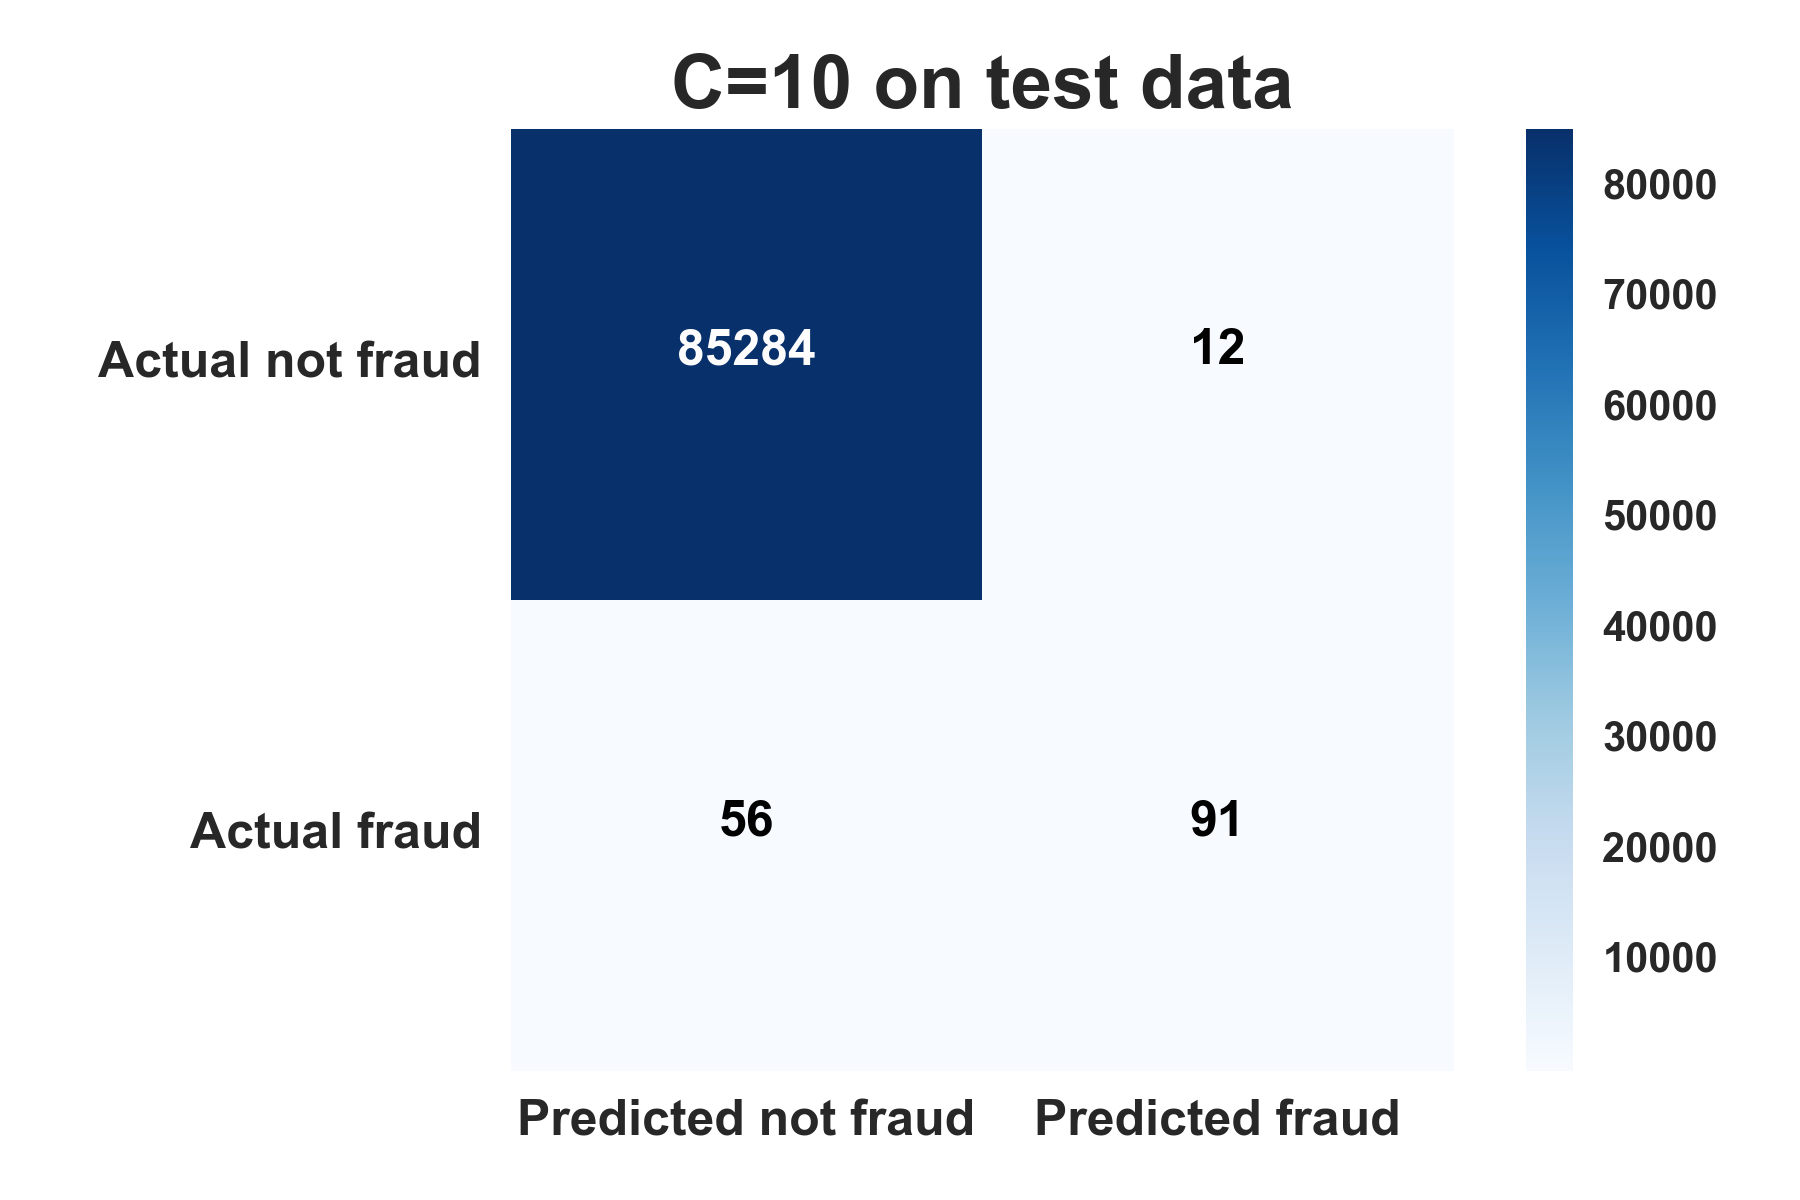 C=10 on test data
Actual not fraud
85284
12
Actual fraud
56
91
Predicted not fraud
Predicted fraud
80000
70000
60000
50000
40000
30000
20000
10000